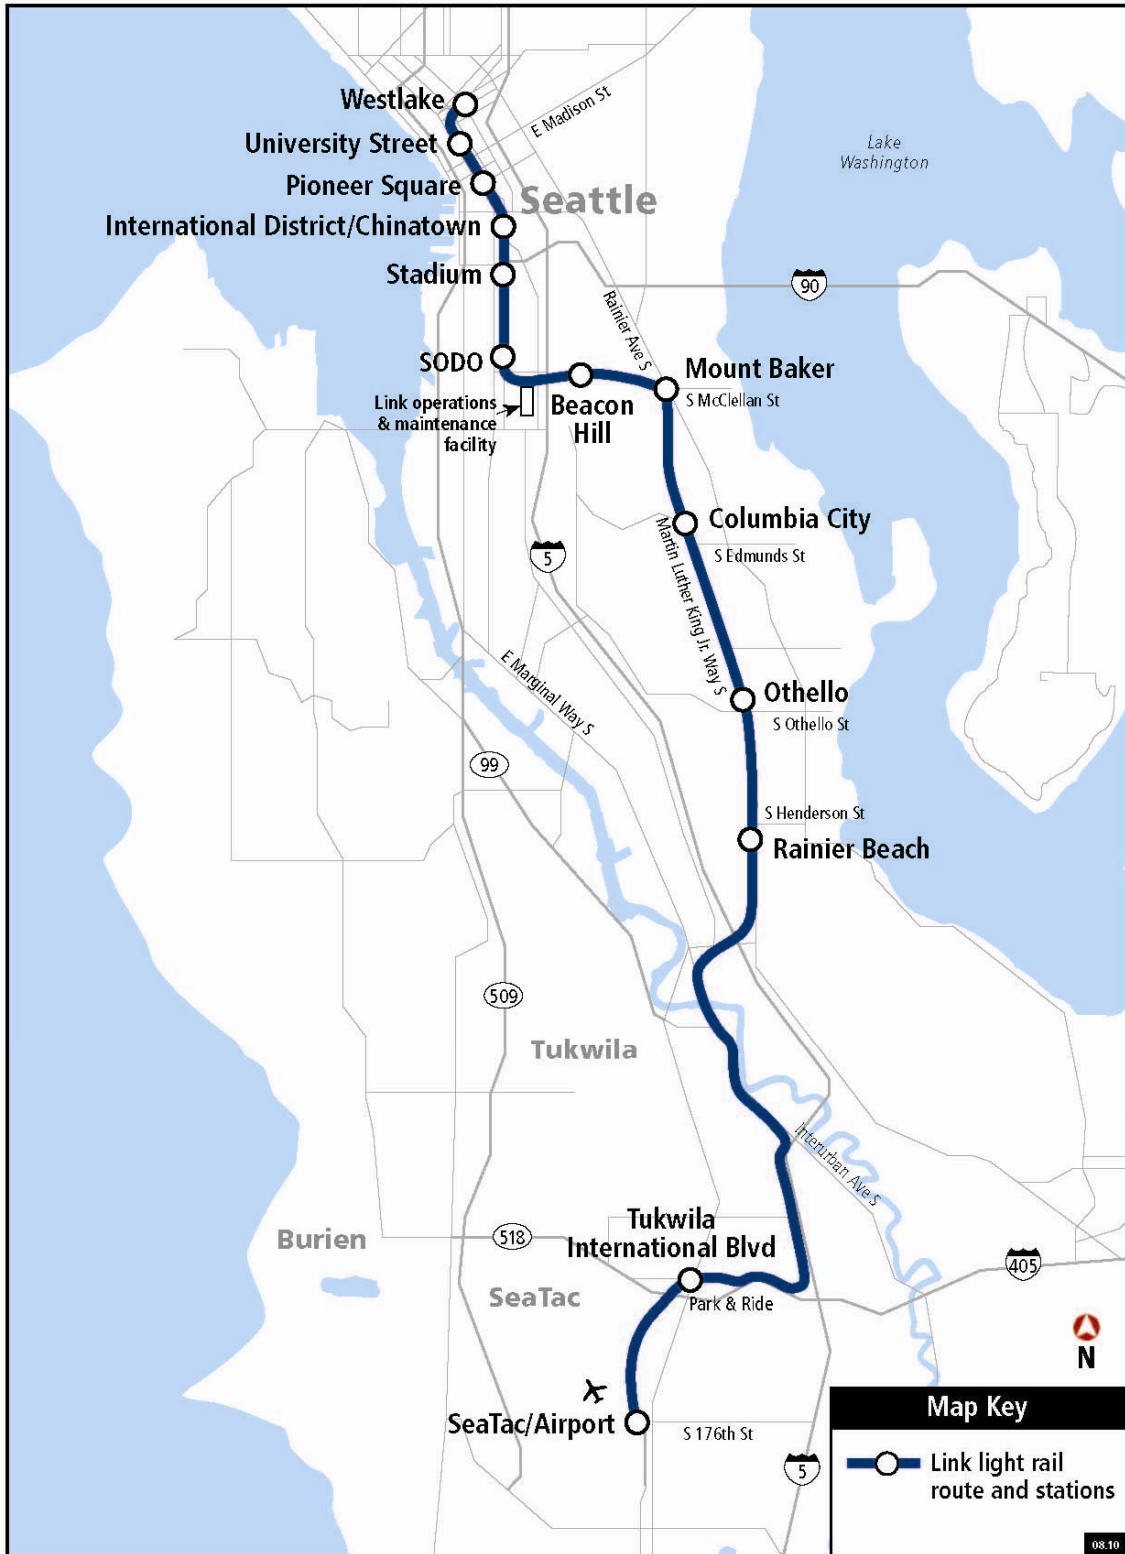 Westlake
E Madison St
University Street
Lake
Washington
Pioneer Square
Seattle
International District/Chinatown
Stadium
90
Rainier Ave S
SODO
Mount Baker
S McClellan St
Link operations
& maintenance
facility
Beacon
Hill
Columbia City
Martin Luther King Jr. Way S
S Edmunds St
5
E Marginal Way S
Othello
S Othello St
99
S Henderson St
Rainier Beach
509
Tukwila
Interurban Ave S
Tukwila
International Blvd
Burien
518
405
SeaTac
Park & Ride
N
SeaTac/Airport
S 176th St
5
Map Key
Link light rail
route and stations
08.10